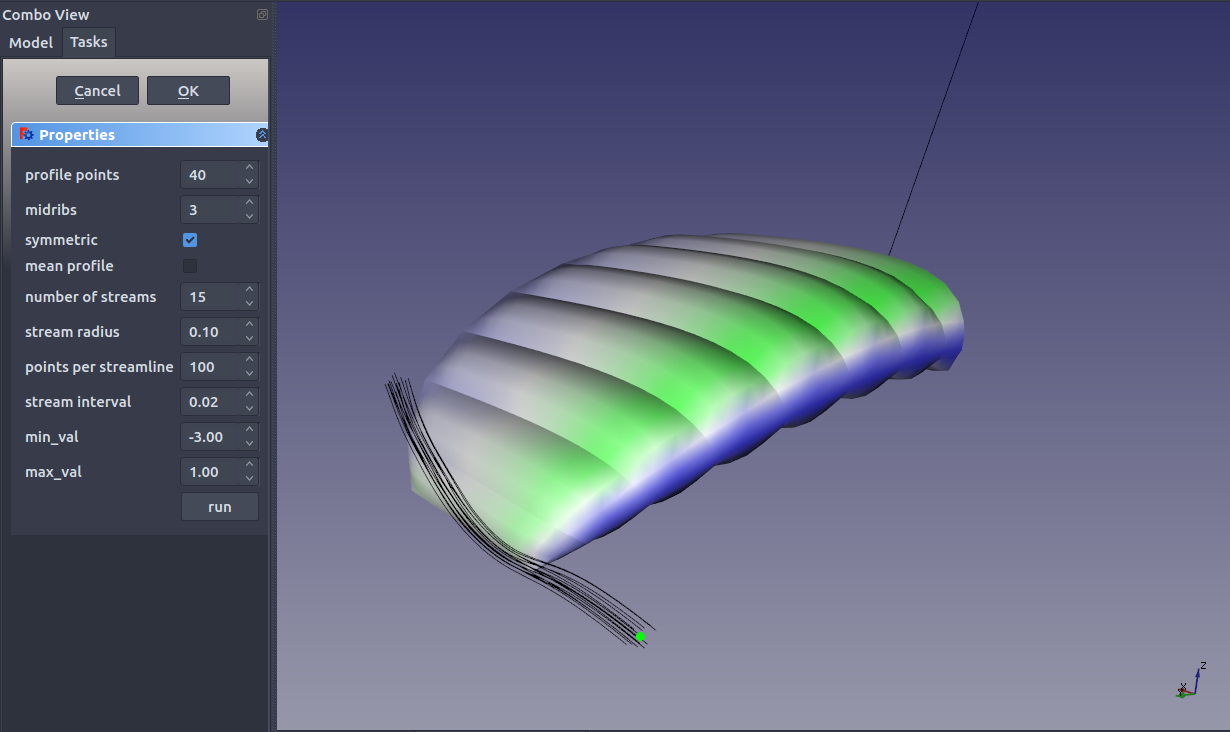 Combo View
Model Tasks
Cancel OK
Properties
profile points 40
midribs 3
symmetric
mean profile
number of streams 15
stream radius 0.10
points per streamline 100
stream interval 0.02
min_val -3.00
max_val 1.00
run
Z
X